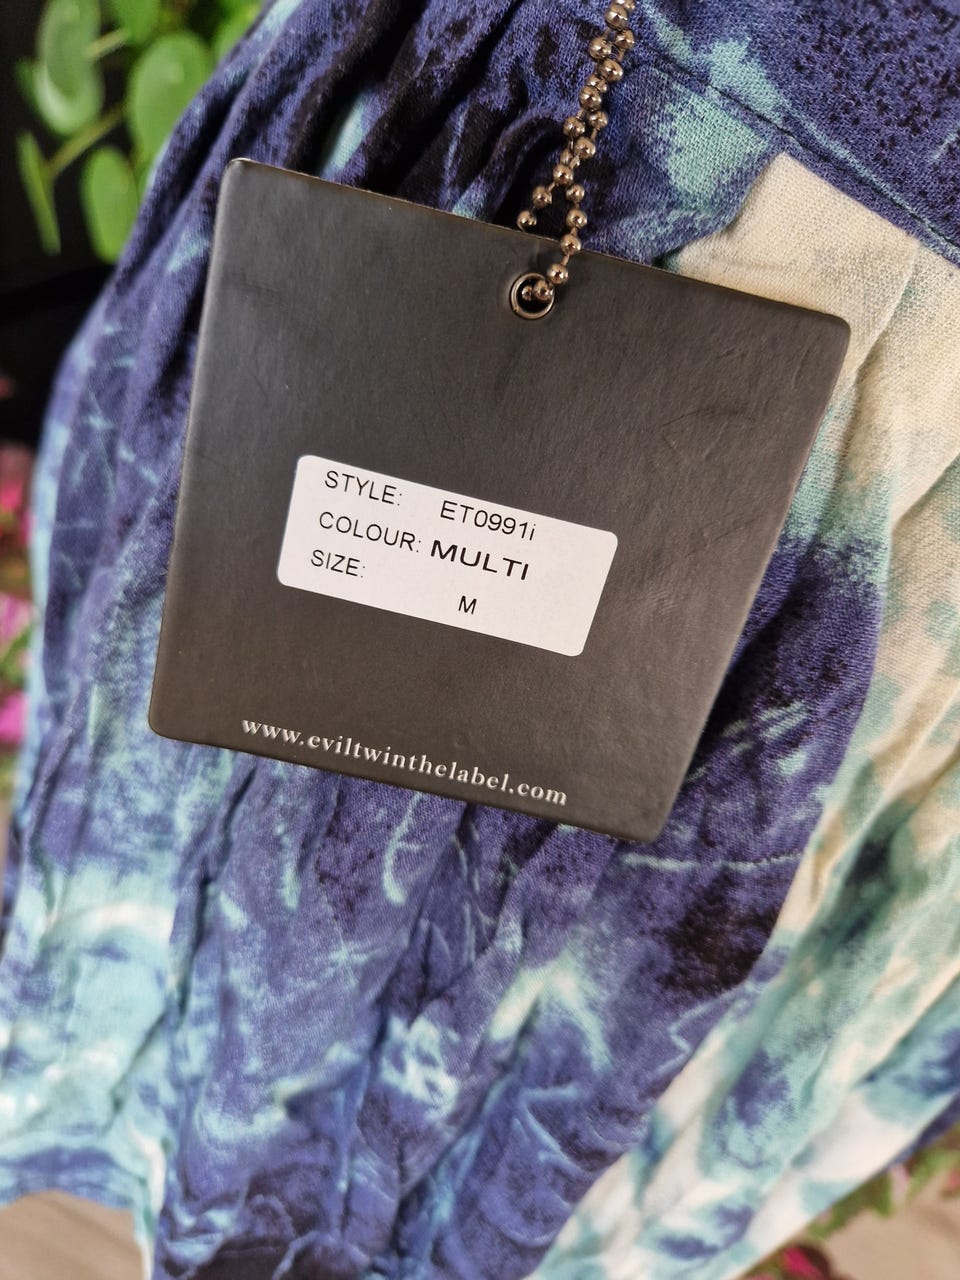 STYLE: ET0991i
COLOUR: MULTI
SIZE: M
www.eviltwinthelabel.com